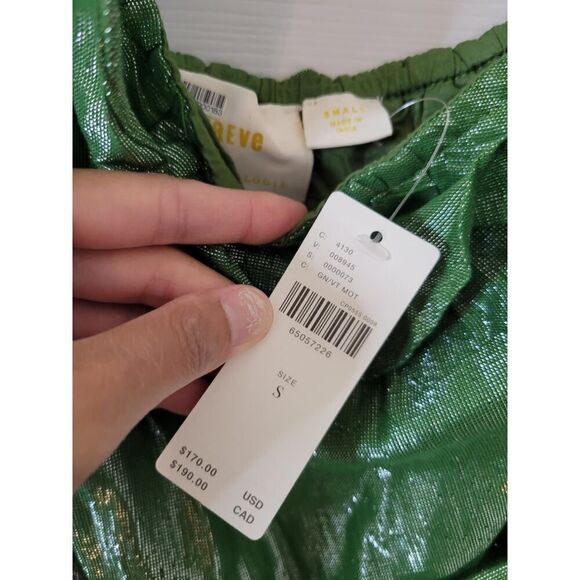 SMALL
MADE IN
INDIA
C: 4130
V: 008945
S: 0000073
C: GN/VT MOT
65057226
SIZE
S
$170.00 USD
$190.00 CAD